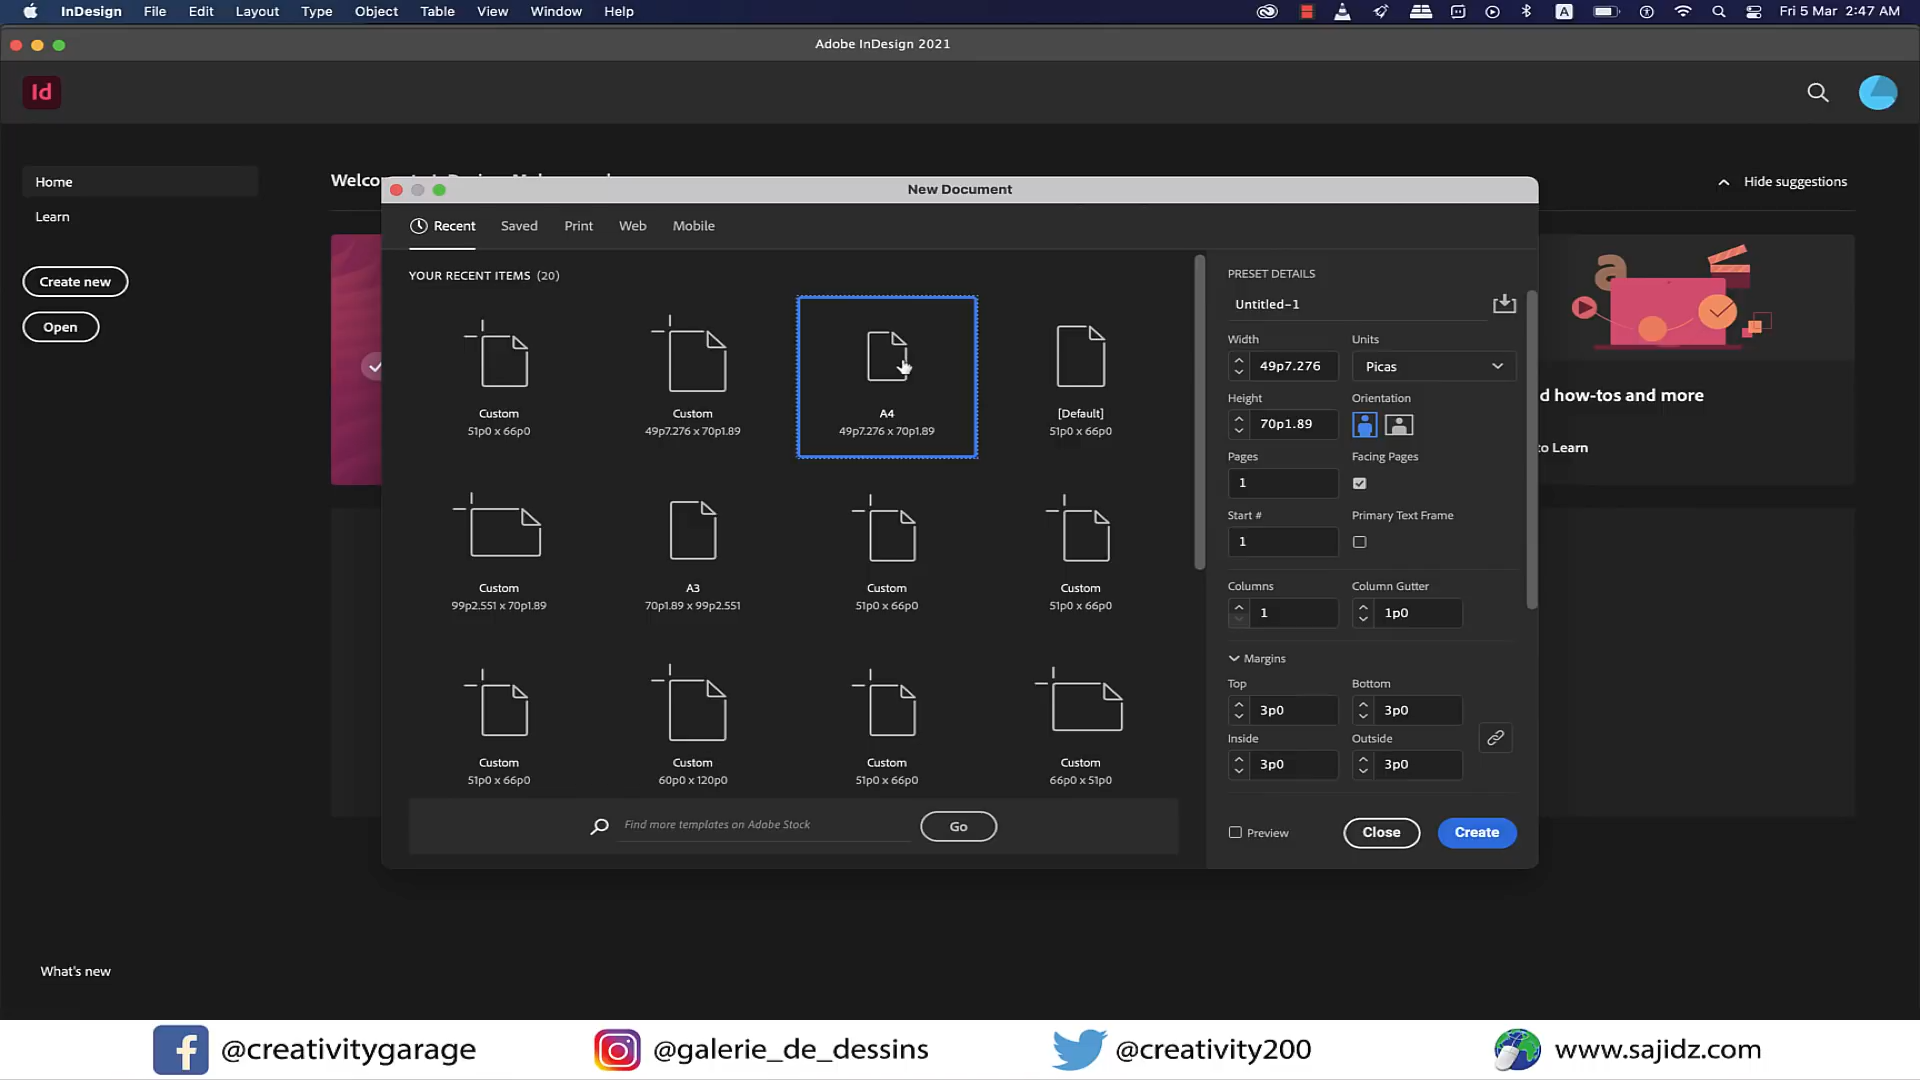 InDesign File Edit Layout Type Object Table View Window Help A Fri 5 Mar 2:47 AM
Adobe InDesign 2021
Id
Home
Learn
Create new
Open
What's new
Hide suggestions
d how-tos and more
to Learn
New Document
Recent Saved Print Web Mobile
YOUR RECENT ITEMS (20)
Custom
51p0 x 66p0
Custom
49p7.276 x 70p1.89
A4
49p7.276 x 70p1.89
[Default]
51p0 x 66p0
Custom
99p2.551 x 70p1.89
A3
70p1.89 x 99p2.551
Custom
51p0 x 66p0
Custom
51p0 x 66p0
Custom
51p0 x 66p0
Custom
60p0 x 120p0
Custom
51p0 x 66p0
Custom
66p0 x 51p0
Find more templates on Adobe Stock
Go
PRESET DETAILS
Untitled-1
Width Units
49p7.276 Picas
Height Orientation
70p1.89
Pages Facing Pages
1
Start # Primary Text Frame
1
Columns Column Gutter
1 1p0
Margins
Top Bottom
3p0 3p0
Inside Outside
3p0 3p0
Preview Close Create
@creativitygarage @galerie_de_dessins @creativity200 www.sajidz.com